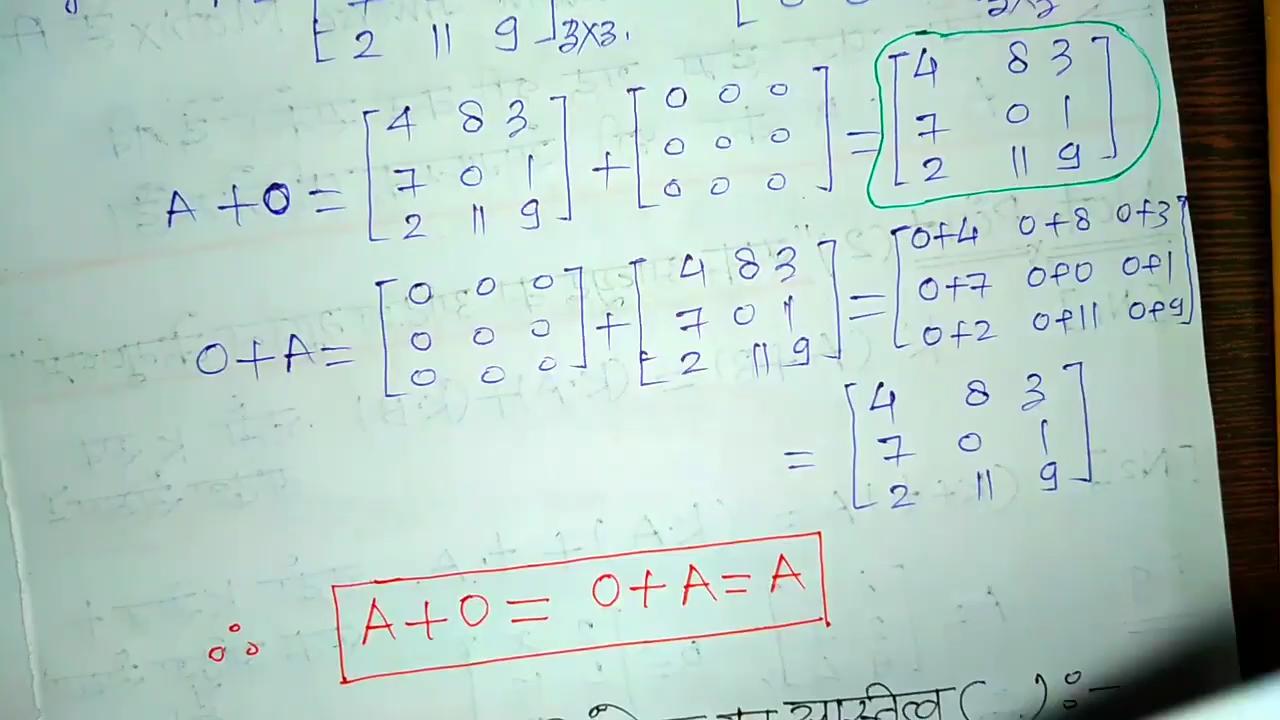 2 11 9 3×3.
A + 0 = [4 8 3] + [0 0 0] = [4 8 3]
[7 0 1] [0 0 0] [7 0 1]
[2 11 9] [0 0 0] [2 11 9]
0 + A = [0 0 0] + [4 8 3] = [0+4 0+8 0+3]
[0 0 0] [7 0 1] [0+7 0+0 0+1]
[0 0 0] [2 11 9] [0+2 0+11 0+9]
= [4 8 3]
[7 0 1]
[2 11 9]
∴ A + 0 = 0 + A = A